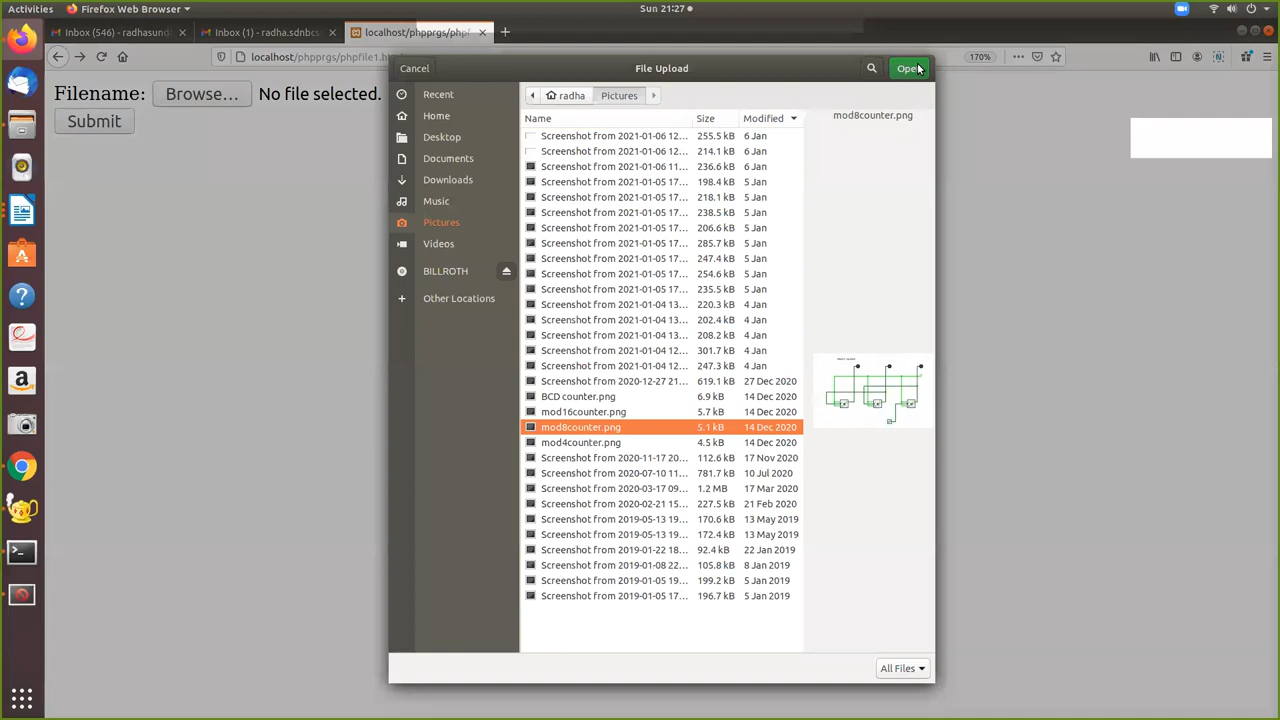 Activities Firefox Web Browser Sun 21:27
Inbox (546) - radhasund Inbox (1) - radha.sdnbcs localhost/phpprgs/phpf
localhost/phpprgs/phpfile1.h 170%
Filename: Browse... No file selected.
Submit
Cancel File Upload Open
radha Pictures
Recent
Home
Desktop
Documents
Downloads
Music
Pictures
Videos
BILLROTH
Other Locations
Name Size Modified
Screenshot from 2021-01-06 12... 255.5 kB 6 Jan
Screenshot from 2021-01-06 12... 214.1 kB 6 Jan
Screenshot from 2021-01-06 11... 236.6 kB 6 Jan
Screenshot from 2021-01-05 17... 198.4 kB 5 Jan
Screenshot from 2021-01-05 17... 218.1 kB 5 Jan
Screenshot from 2021-01-05 17... 238.5 kB 5 Jan
Screenshot from 2021-01-05 17... 206.6 kB 5 Jan
Screenshot from 2021-01-05 17... 285.7 kB 5 Jan
Screenshot from 2021-01-05 17... 247.4 kB 5 Jan
Screenshot from 2021-01-05 17... 254.6 kB 5 Jan
Screenshot from 2021-01-05 17... 235.5 kB 5 Jan
Screenshot from 2021-01-04 13... 220.3 kB 4 Jan
Screenshot from 2021-01-04 13... 202.4 kB 4 Jan
Screenshot from 2021-01-04 13... 208.2 kB 4 Jan
Screenshot from 2021-01-04 12... 301.7 kB 4 Jan
Screenshot from 2021-01-04 12... 247.3 kB 4 Jan
Screenshot from 2020-12-27 21... 619.1 kB 27 Dec 2020
BCD counter.png 6.9 kB 14 Dec 2020
mod16counter.png 5.7 kB 14 Dec 2020
mod8counter.png 5.1 kB 14 Dec 2020
mod4counter.png 4.5 kB 14 Dec 2020
Screenshot from 2020-11-17 20... 112.6 kB 17 Nov 2020
Screenshot from 2020-07-10 11... 781.7 kB 10 Jul 2020
Screenshot from 2020-03-17 09... 1.2 MB 17 Mar 2020
Screenshot from 2020-02-21 15... 227.5 kB 21 Feb 2020
Screenshot from 2019-05-13 19... 170.6 kB 13 May 2019
Screenshot from 2019-05-13 19... 172.4 kB 13 May 2019
Screenshot from 2019-01-22 18... 92.4 kB 22 Jan 2019
Screenshot from 2019-01-08 22... 105.8 kB 8 Jan 2019
Screenshot from 2019-01-05 19... 199.2 kB 5 Jan 2019
Screenshot from 2019-01-05 17... 196.7 kB 5 Jan 2019
mod8counter.png
All Files